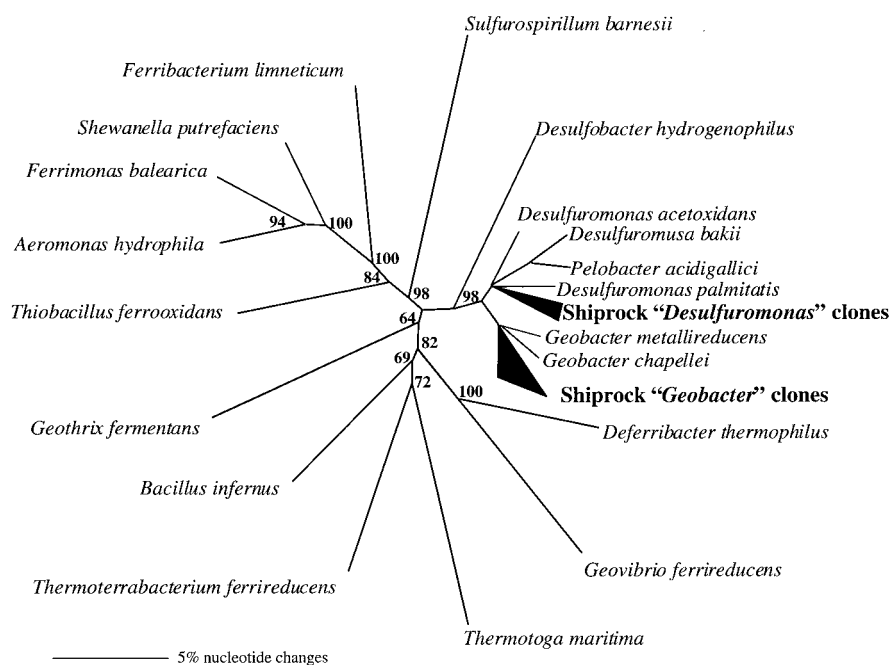 Sulfurospirillum barnesii
Ferribacterium limneticum
Shewanella putrefaciens
Desulfobacter hydrogenophilus
Ferrimonas balearica
Desulfuromonas acetoxidans
94
100
Desulfuromusa bakii
Aeromonas hydrophila
100
Pelobacter acidigallici
84
Desulfuromonas palmitatis
98
98
Thiobacillus ferrooxidans
Shiprock “Desulfuromonas” clones
64
Geobacter metallireducens
82
Geobacter chapellei
69
72
100
Shiprock “Geobacter” clones
Geothrix fermentans
Deferribacter thermophilus
Bacillus infernus
Geovibrio ferrireducens
Thermoterrabacterium ferrireducens
Thermotoga maritima
5% nucleotide changes